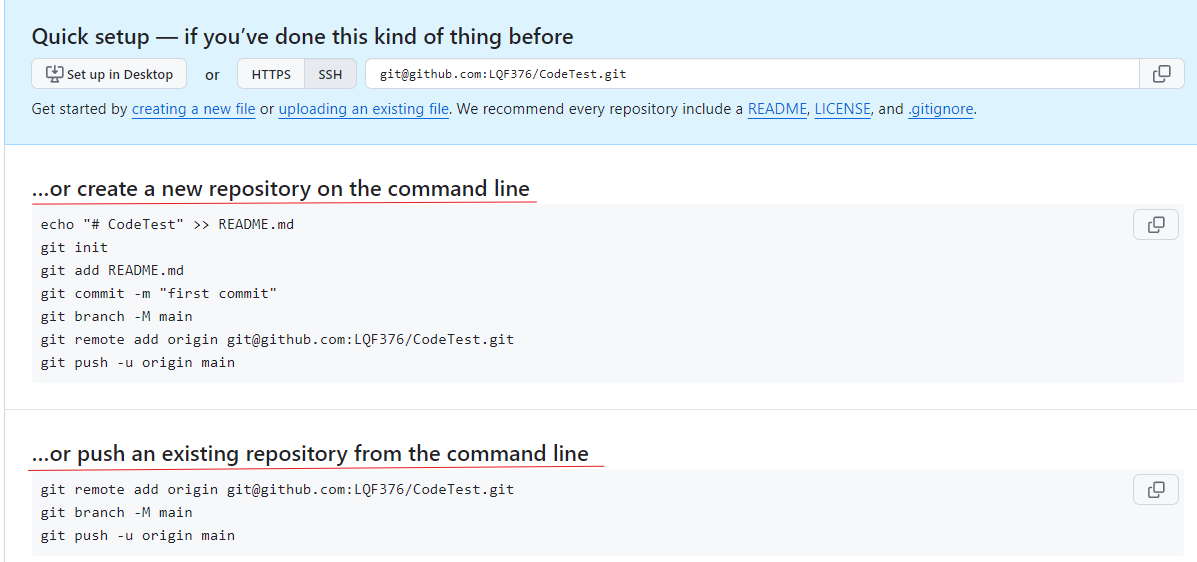 Quick setup — if you’ve done this kind of thing before
Set up in Desktop or HTTPS SSH git@github.com:LQF376/CodeTest.git
Get started by creating a new file or uploading an existing file. We recommend every repository include a README, LICENSE, and .gitignore.
…or create a new repository on the command line
echo "# CodeTest" >> README.md
git init
git add README.md
git commit -m "first commit"
git branch -M main
git remote add origin git@github.com:LQF376/CodeTest.git
git push -u origin main
…or push an existing repository from the command line
git remote add origin git@github.com:LQF376/CodeTest.git
git branch -M main
git push -u origin main